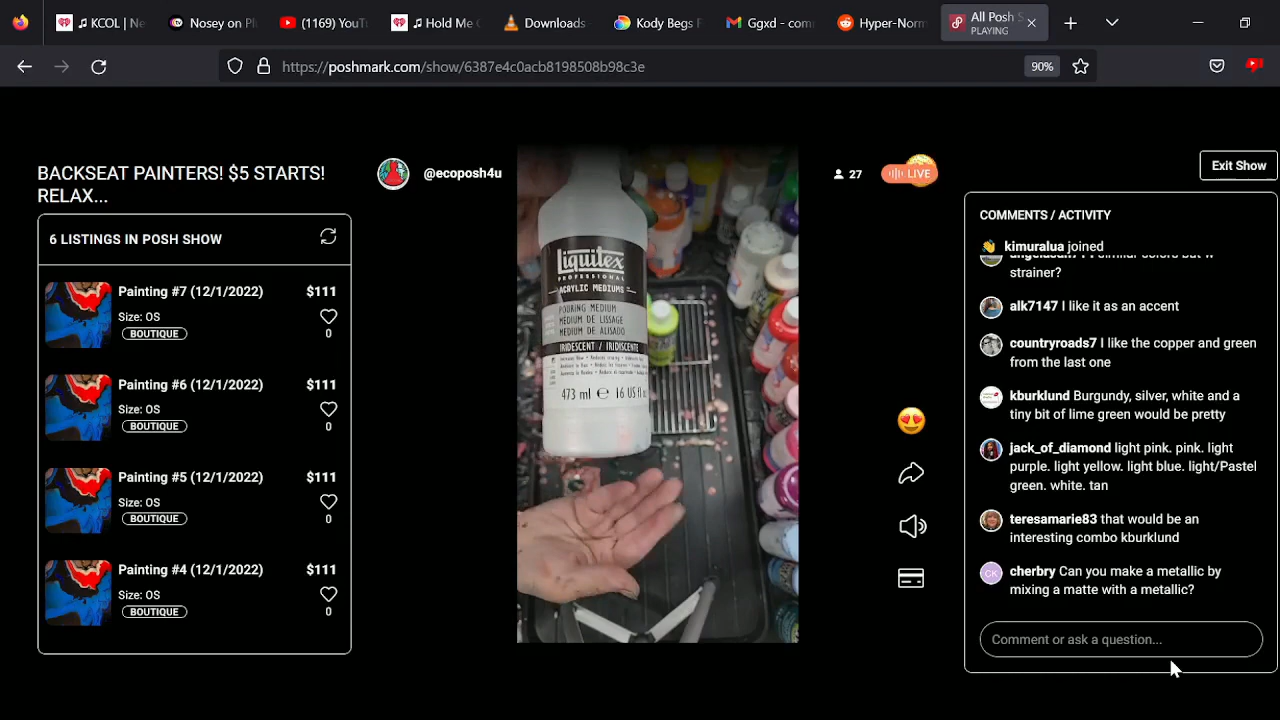 ♫ KCOL | Ne
Nosey on Pl
(1169) YouT
♫ Hold Me C
Downloads
Kody Begs F
Ggxd - com
Hyper-Norm
All Posh S
PLAYING
https://poshmark.com/show/6387e4c0acb8198508b98c3e
90%
BACKSEAT PAINTERS! $5 STARTS!
RELAX...
@ecoposh4u
27
LIVE
Exit Show
6 LISTINGS IN POSH SHOW
Painting #7 (12/1/2022) $111
Size: OS
BOUTIQUE
0
Painting #6 (12/1/2022) $111
Size: OS
BOUTIQUE
0
Painting #5 (12/1/2022) $111
Size: OS
BOUTIQUE
0
Painting #4 (12/1/2022) $111
Size: OS
BOUTIQUE
0
Liquitex
PROFESSIONAL
ACRYLIC MEDIUMS
POURING MEDIUM
MÉDIUM DE LISSAGE
MEDIUM DE ALISADO
IRIDESCENT / IRIDISCENTE
473 ml ℮ 16 US fl
COMMENTS / ACTIVITY
👏 kimuralua joined
strainer?
alk7147 I like it as an accent
countryroads7 I like the copper and green
from the last one
kburklund Burgundy, silver, white and a
tiny bit of lime green would be pretty
jack_of_diamond light pink. pink. light
purple. light yellow. light blue. light/Pastel
green. white. tan
teresamarie83 that would be an
interesting combo kburklund
CK
cherbry Can you make a metallic by
mixing a matte with a metallic?
Comment or ask a question...